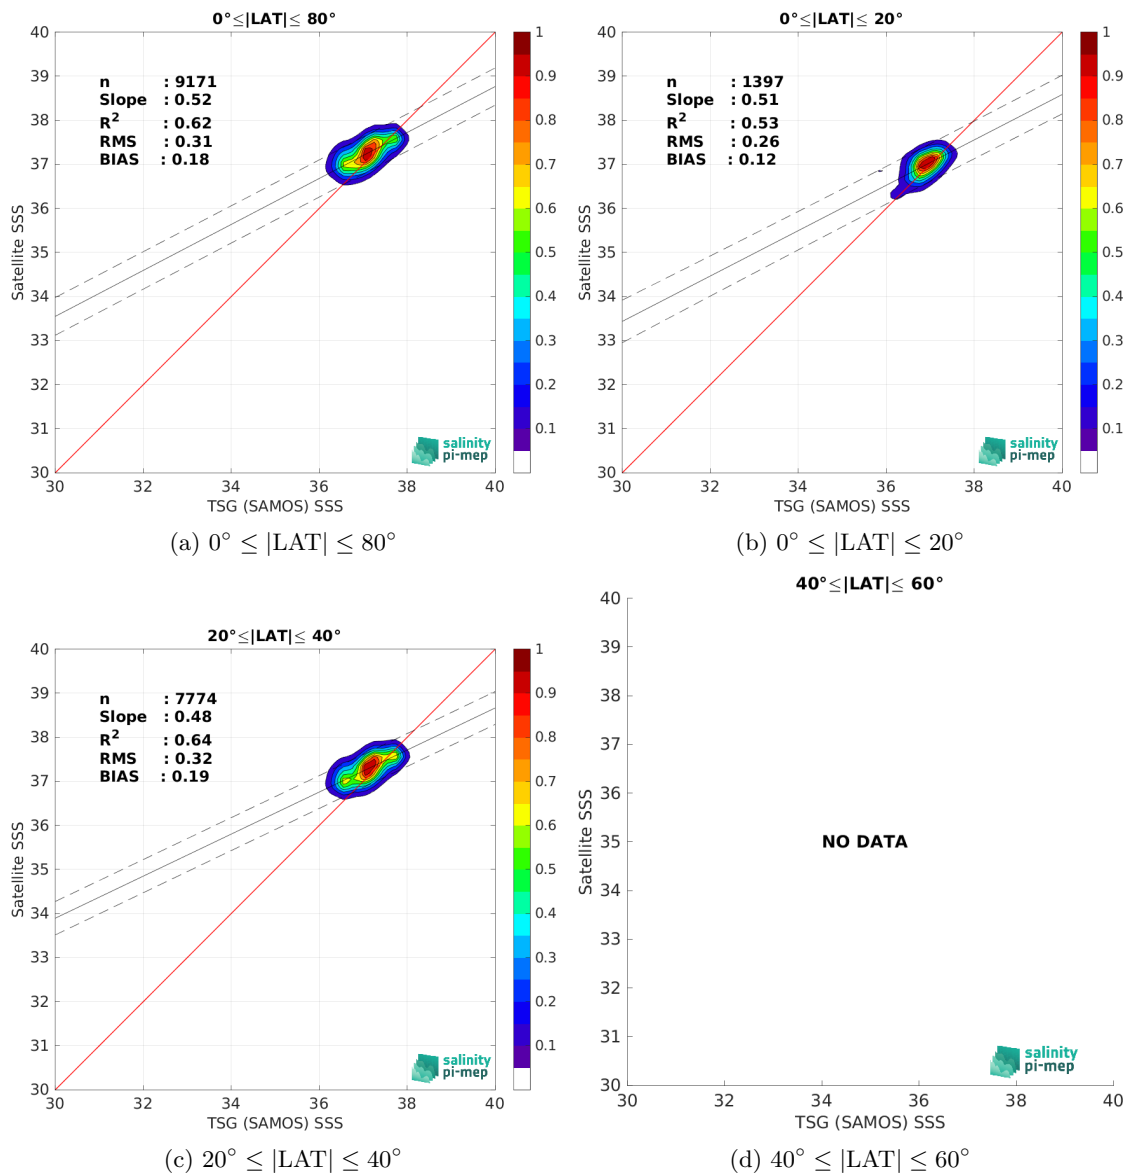 0°≤|LAT|≤ 80°
40
39
38
37
36
35
34
33
32
31
30
Satellite SSS
n : 9171
Slope : 0.52
R² : 0.62
RMS : 0.31
BIAS : 0.18
salinity
pi-mep
30 32 34 36 38 40
TSG (SAMOS) SSS
1
0.9
0.8
0.7
0.6
0.5
0.4
0.3
0.2
0.1
(a) 0° ≤ |LAT| ≤ 80°
0°≤|LAT|≤ 20°
40
39
38
37
36
35
34
33
32
31
30
Satellite SSS
n : 1397
Slope : 0.51
R² : 0.53
RMS : 0.26
BIAS : 0.12
salinity
pi-mep
30 32 34 36 38 40
TSG (SAMOS) SSS
1
0.9
0.8
0.7
0.6
0.5
0.4
0.3
0.2
0.1
(b) 0° ≤ |LAT| ≤ 20°
20°≤|LAT|≤ 40°
40
39
38
37
36
35
34
33
32
31
30
Satellite SSS
n : 7774
Slope : 0.48
R² : 0.64
RMS : 0.32
BIAS : 0.19
salinity
pi-mep
30 32 34 36 38 40
TSG (SAMOS) SSS
1
0.9
0.8
0.7
0.6
0.5
0.4
0.3
0.2
0.1
(c) 20° ≤ |LAT| ≤ 40°
40°≤|LAT|≤ 60°
40
39
38
37
36
35
34
33
32
31
30
Satellite SSS
NO DATA
salinity
pi-mep
30 32 34 36 38 40
TSG (SAMOS) SSS
(d) 40° ≤ |LAT| ≤ 60°